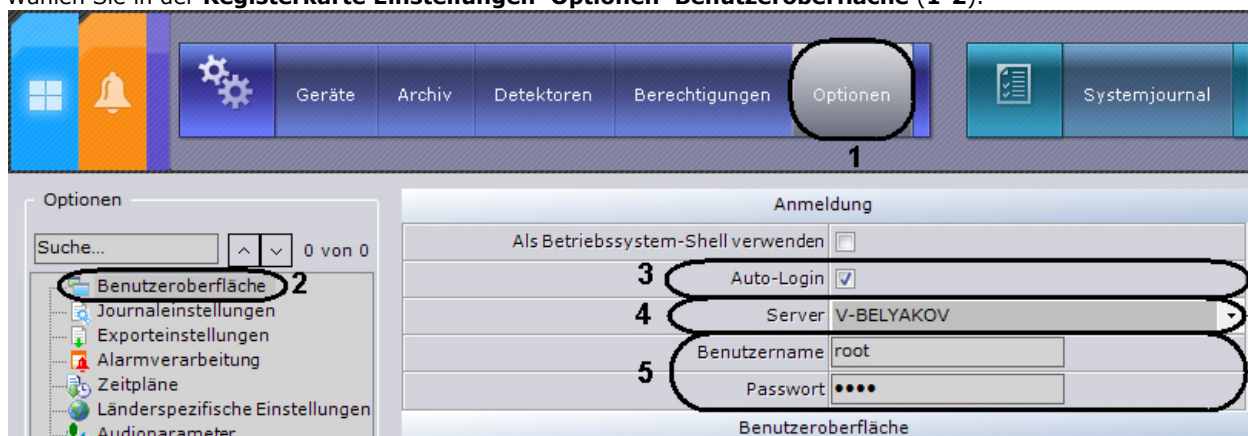 Wählen Sie in der Registerkarte Einstellungen Optionen Benutzeroberfläche (1 2).
Geräte Archiv Detektoren Berechtigungen Optionen Systemjournal
1
Optionen
Suche... 0 von 0
Benutzeroberfläche 2
Journaleinstellungen
Exporteinstellungen
Alarmverarbeitung
Zeitpläne
Länderspezifische Einstellungen
Audioparameter
Anmeldung
Als Betriebssystem-Shell verwenden
3 Auto-Login
4 Server V-BELYAKOV
Benutzername root
5
Passwort ••••
Benutzeroberfläche